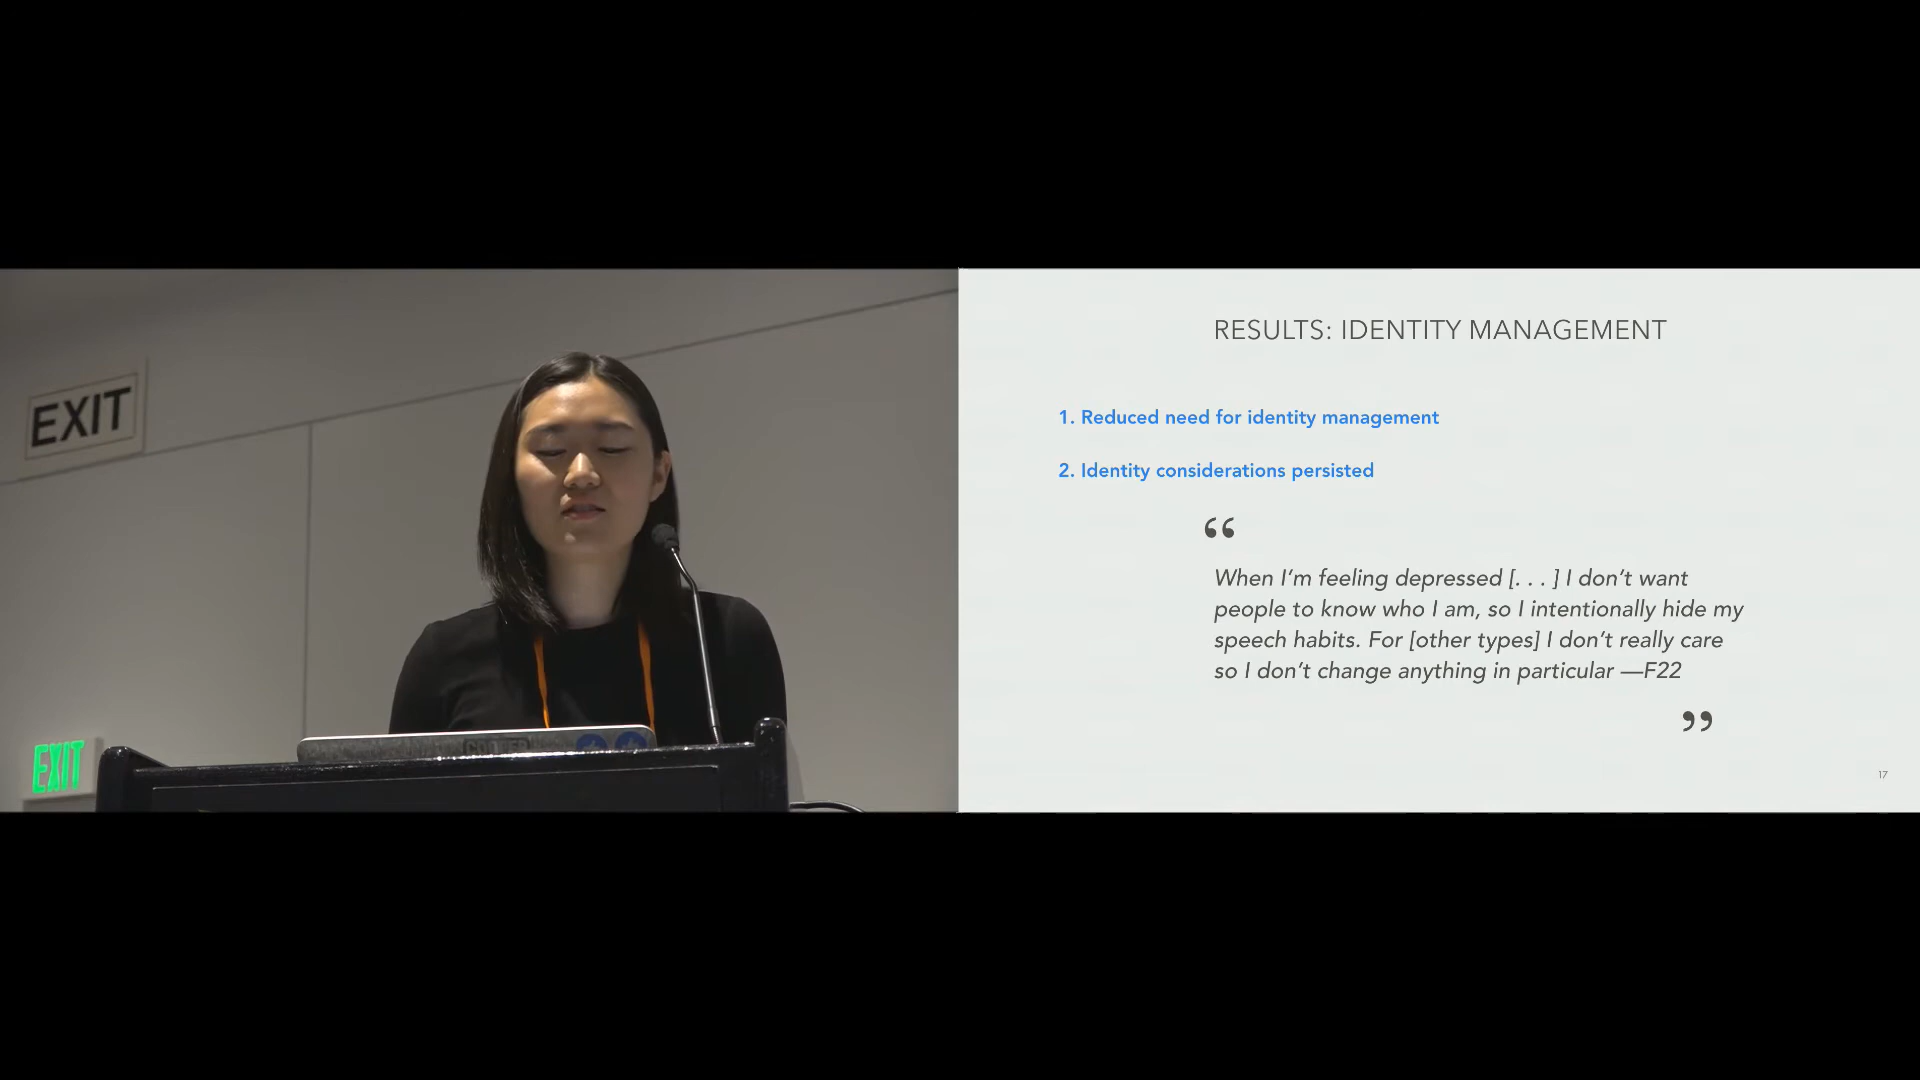 EXIT
EXIT
RESULTS: IDENTITY MANAGEMENT
1. Reduced need for identity management
2. Identity considerations persisted
“
When I’m feeling depressed [. . . ] I don’t want
people to know who I am, so I intentionally hide my
speech habits. For [other types] I don’t really care
so I don’t change anything in particular —F22
”
17